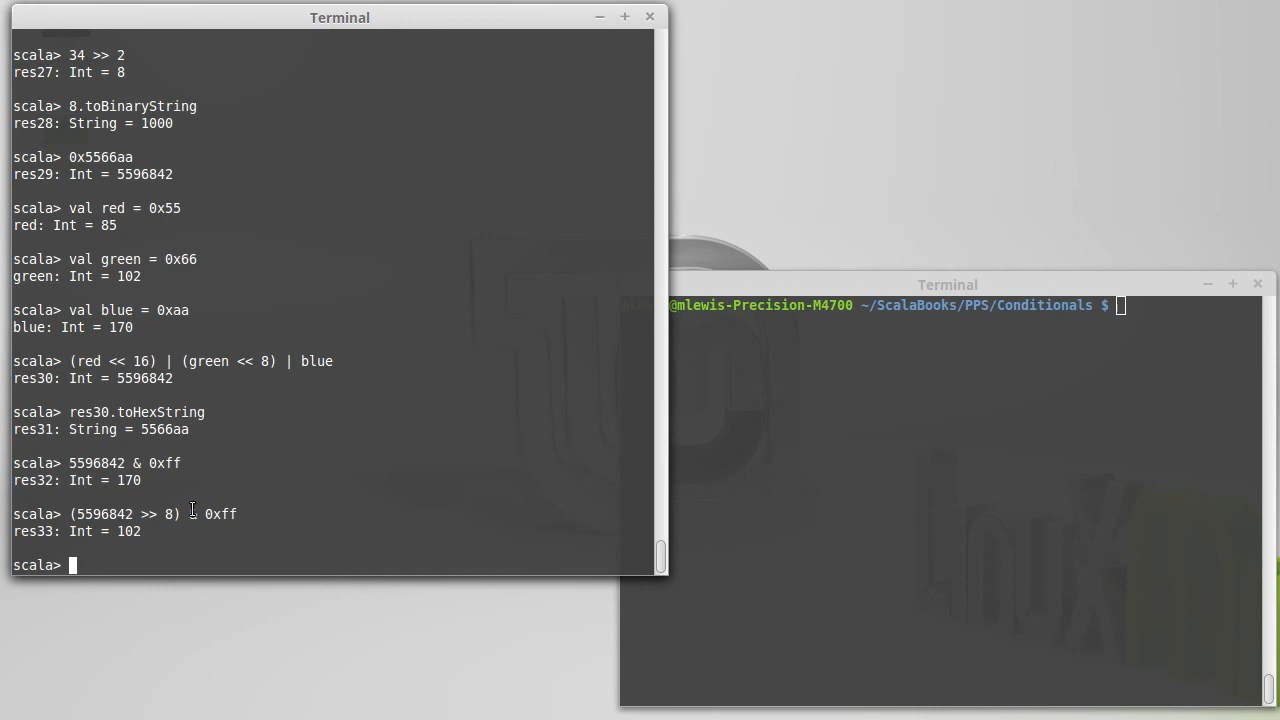 Terminal
scala> 34 >> 2
res27: Int = 8
scala> 8.toBinaryString
res28: String = 1000
scala> 0x5566aa
res29: Int = 5596842
scala> val red = 0x55
red: Int = 85
scala> val green = 0x66
green: Int = 102
scala> val blue = 0xaa
blue: Int = 170
scala> (red << 16) | (green << 8) | blue
res30: Int = 5596842
scala> res30.toHexString
res31: String = 5566aa
scala> 5596842 & 0xff
res32: Int = 170
scala> (5596842 >> 8) & 0xff
res33: Int = 102
scala>
Terminal
@mlewis-Precision-M4700 ~/ScalaBooks/PPS/Conditionals $
Linux